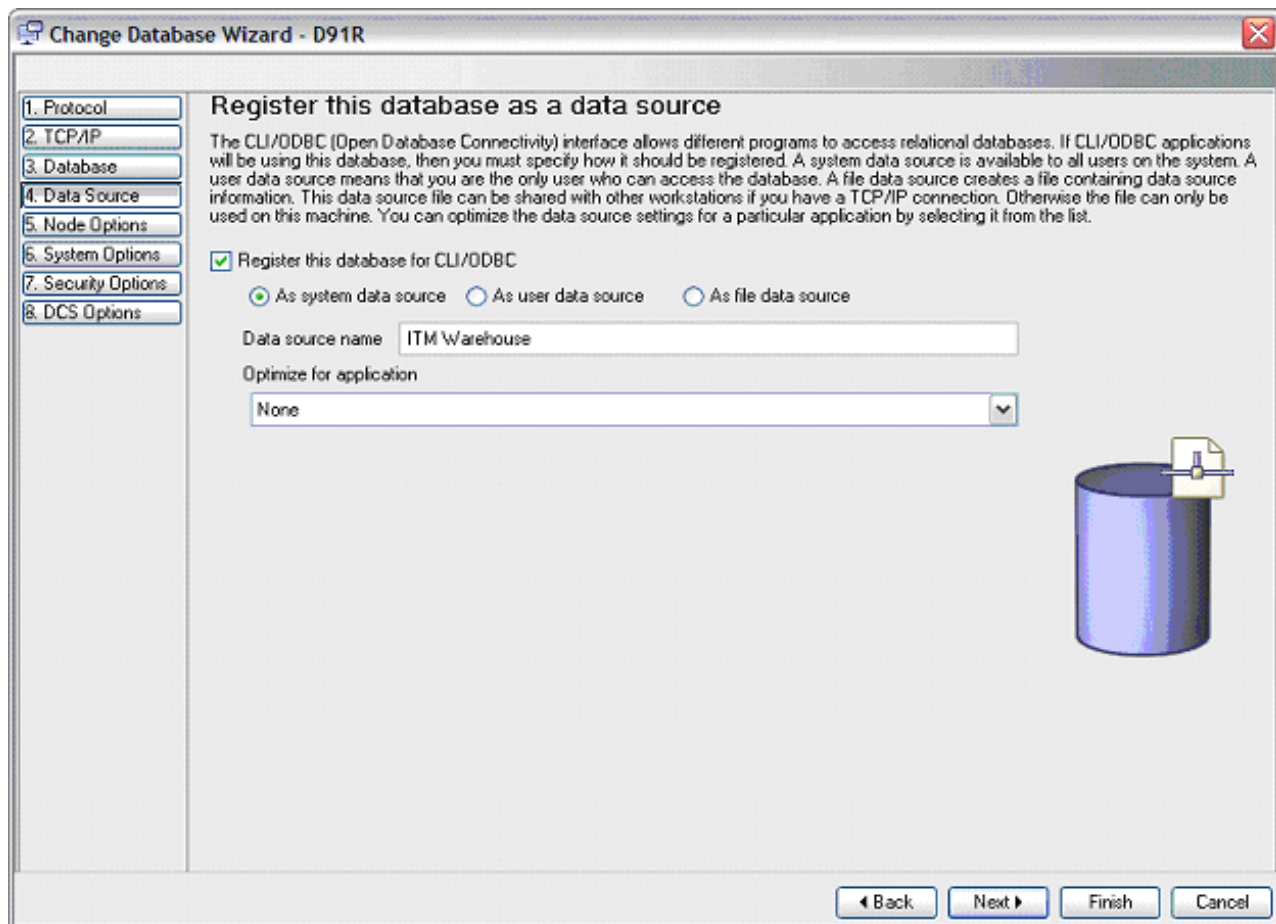 Change Database Wizard - D91R
1. Protocol
2. TCP/IP
3. Database
4. Data Source
5. Node Options
6. System Options
7. Security Options
8. DCS Options
Register this database as a data source
The CLI/ODBC (Open Database Connectivity) interface allows different programs to access relational databases. If CLI/ODBC applications
will be using this database, then you must specify how it should be registered. A system data source is available to all users on the system. A
user data source means that you are the only user who can access the database. A file data source creates a file containing data source
information. This data source file can be shared with other workstations if you have a TCP/IP connection. Otherwise the file can only be
used on this machine. You can optimize the data source settings for a particular application by selecting it from the list.
Register this database for CLI/ODBC
As system data source As user data source As file data source
Data source name ITM Warehouse
Optimize for application
None
Back Next Finish Cancel